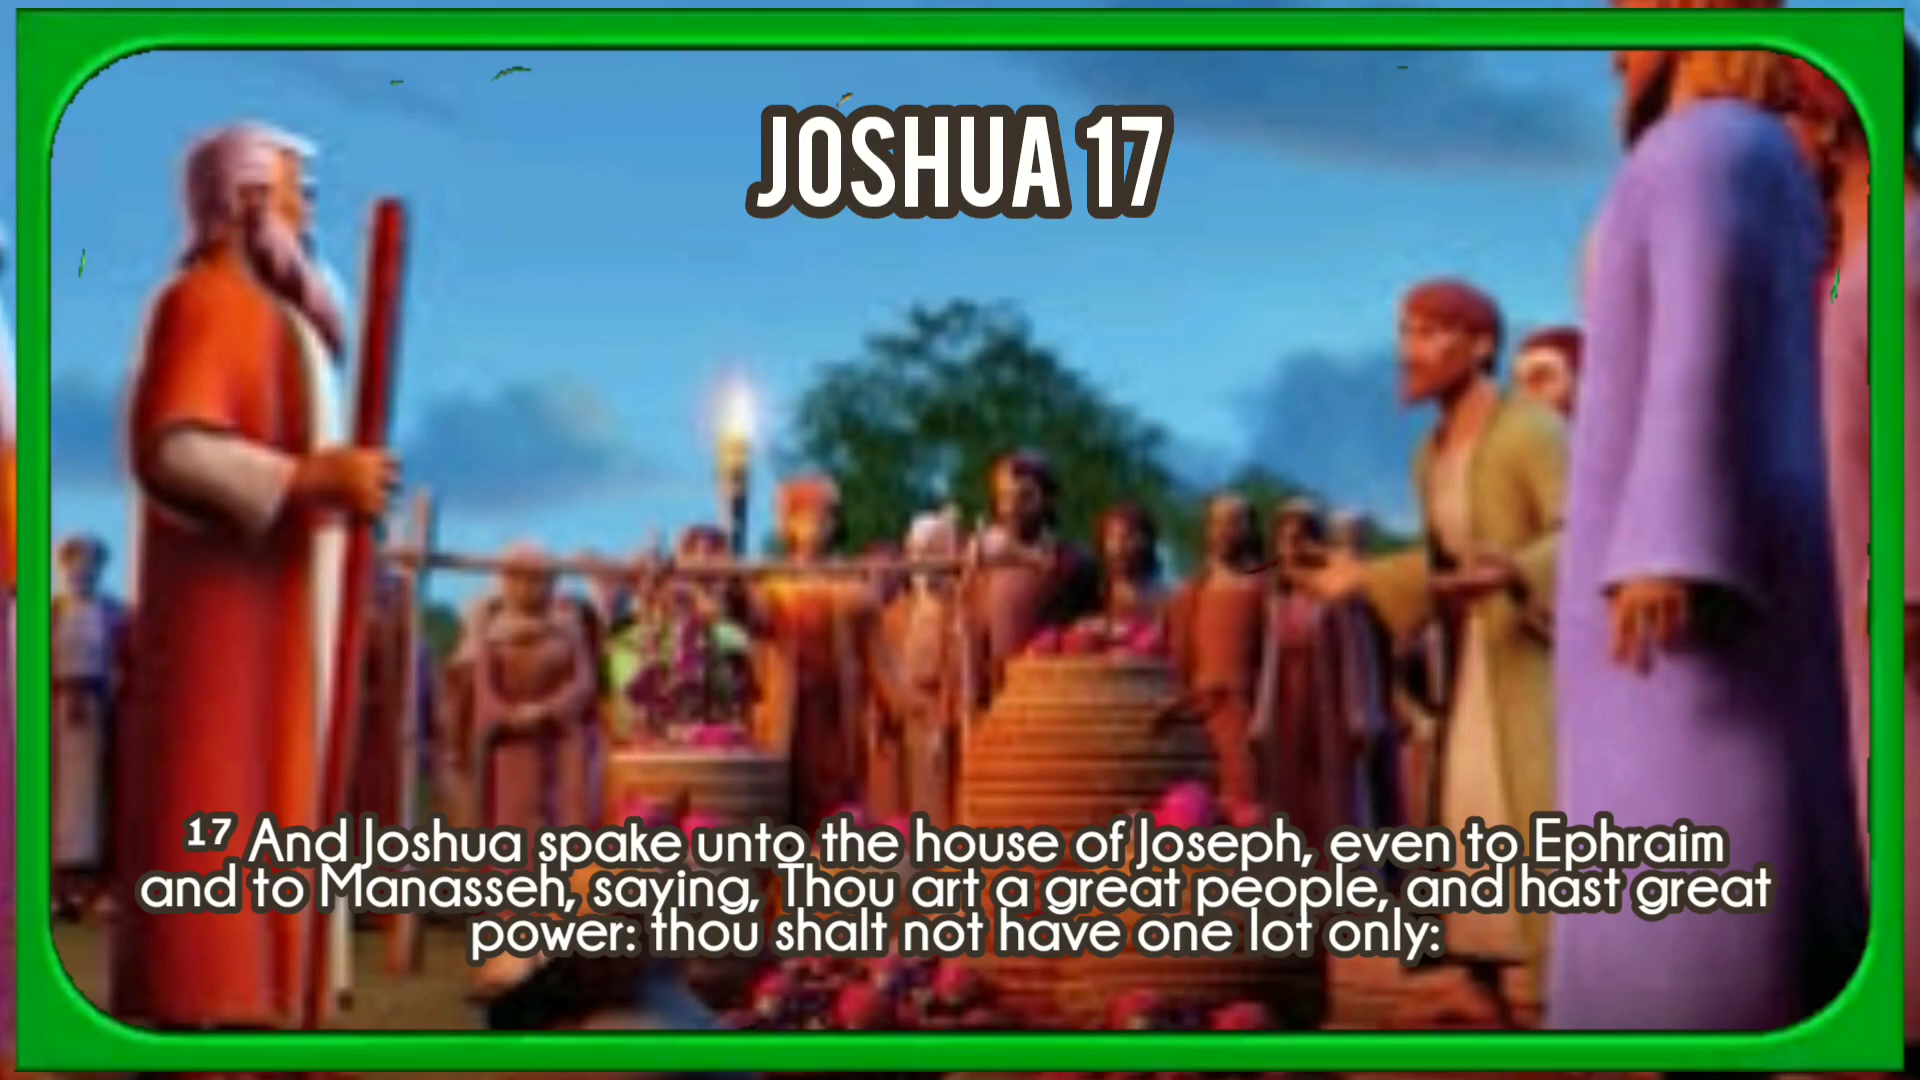 JOSHUA 17
¹⁷ And Joshua spake unto the house of Joseph, even to Ephraim
and to Manasseh, saying, Thou art a great people, and hast great
power: thou shalt not have one lot only: